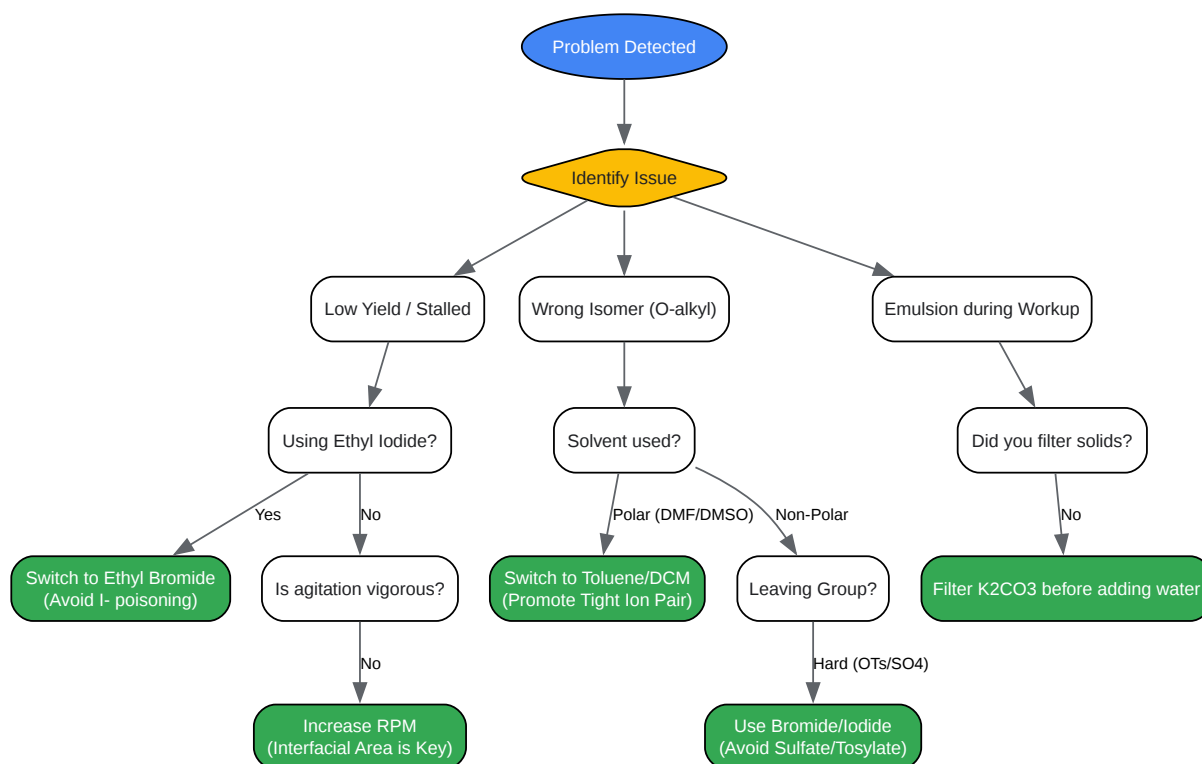 Problem Detected
Identify Issue
Low Yield / Stalled
Wrong Isomer (O-alkyl)
Emulsion during Workup
Using Ethyl Iodide?
Solvent used?
Did you filter solids?
Yes
No
Polar (DMF/DMSO)
Non-Polar
No
Switch to Ethyl Bromide
(Avoid I- poisoning)
Is agitation vigorous?
Switch to Toluene/DCM
(Promote Tight Ion Pair)
Leaving Group?
Filter K2CO3 before adding water
No
Hard (OTs/SO4)
Increase RPM
(Interfacial Area is Key)
Use Bromide/Iodide
(Avoid Sulfate/Tosylate)